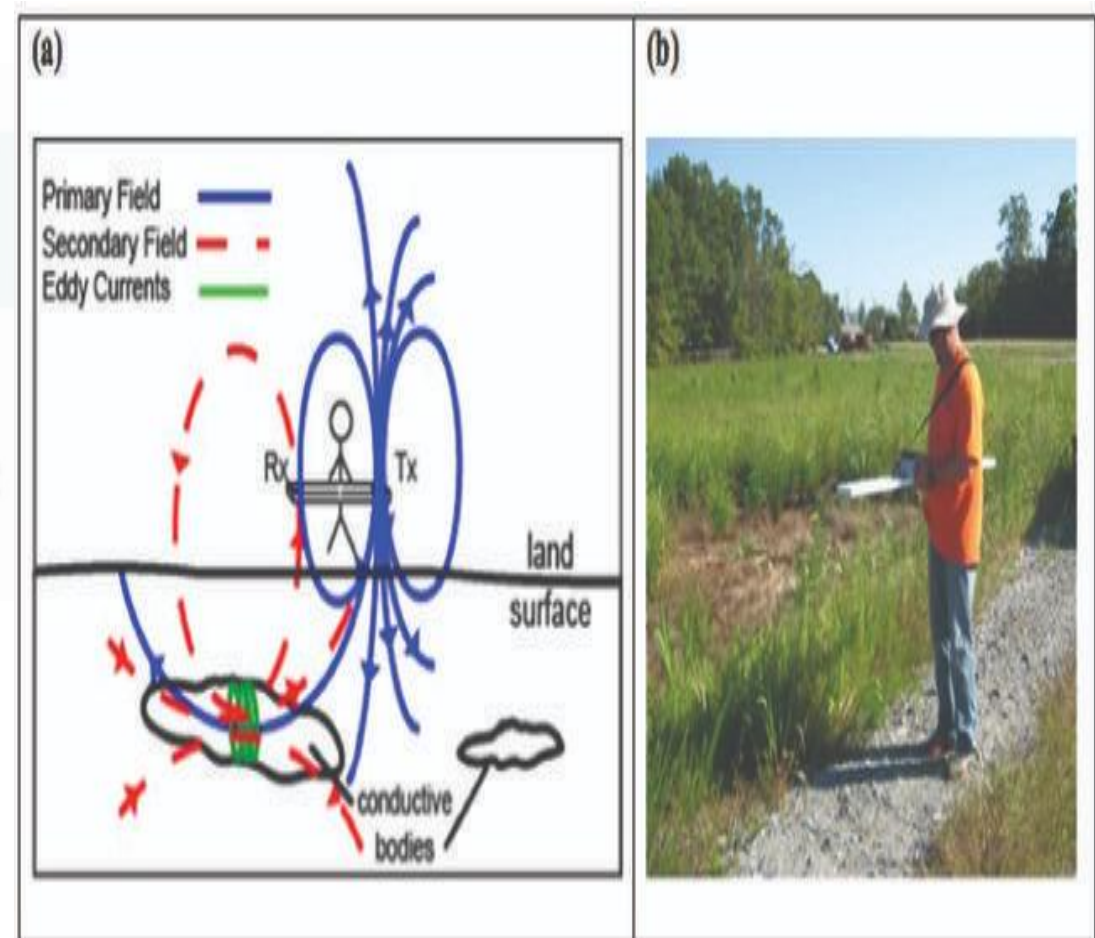 (a)
Primary Field
Secondary Field
Eddy Currents
Rx
Tx
land
surface
conductive
bodies
(b)